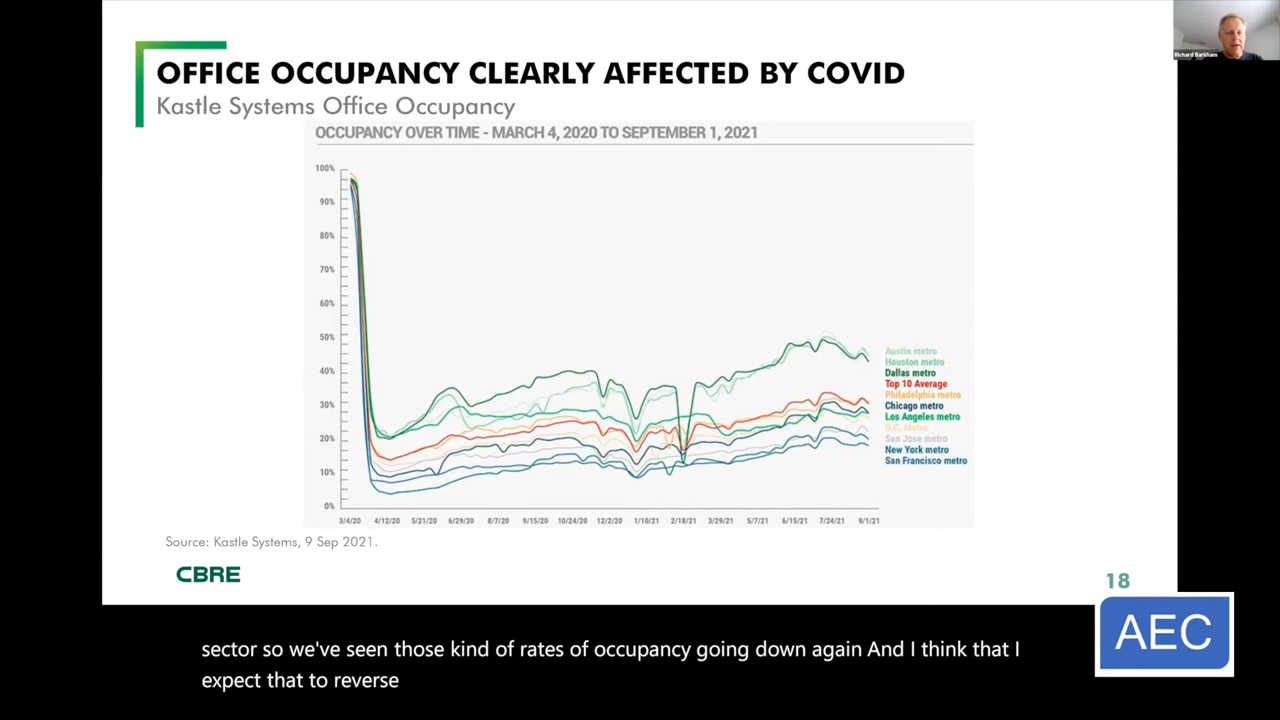 Richard Barkham
OFFICE OCCUPANCY CLEARLY AFFECTED BY COVID
Kastle Systems Office Occupancy
OCCUPANCY OVER TIME - MARCH 4, 2020 TO SEPTEMBER 1, 2021
100%
90%
80%
70%
60%
50%
40%
30%
20%
10%
0%
Austin metro
Houston metro
Dallas metro
Top 10 Average
Philadelphia metro
Chicago metro
Los Angeles metro
D.C. Metro
San Jose metro
New York metro
San Francisco metro
3/4/20 4/12/20 5/21/20 6/29/20 8/7/20 9/15/20 10/24/20 12/2/20 1/10/21 2/18/21 3/29/21 5/7/21 6/15/21 7/24/21 9/1/21
Source: Kastle Systems, 9 Sep 2021.
CBRE
18
AEC
sector so we've seen those kind of rates of occupancy going down again And I think that I
expect that to reverse